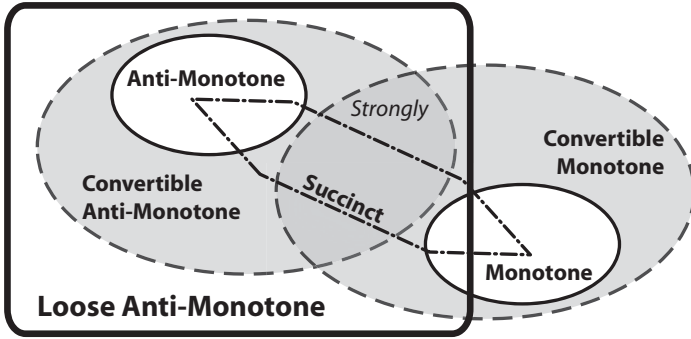 Anti-Monotone
Strongly
Convertible
Monotone
Convertible
Anti-Monotone
Succinct
Monotone
Loose Anti-Monotone